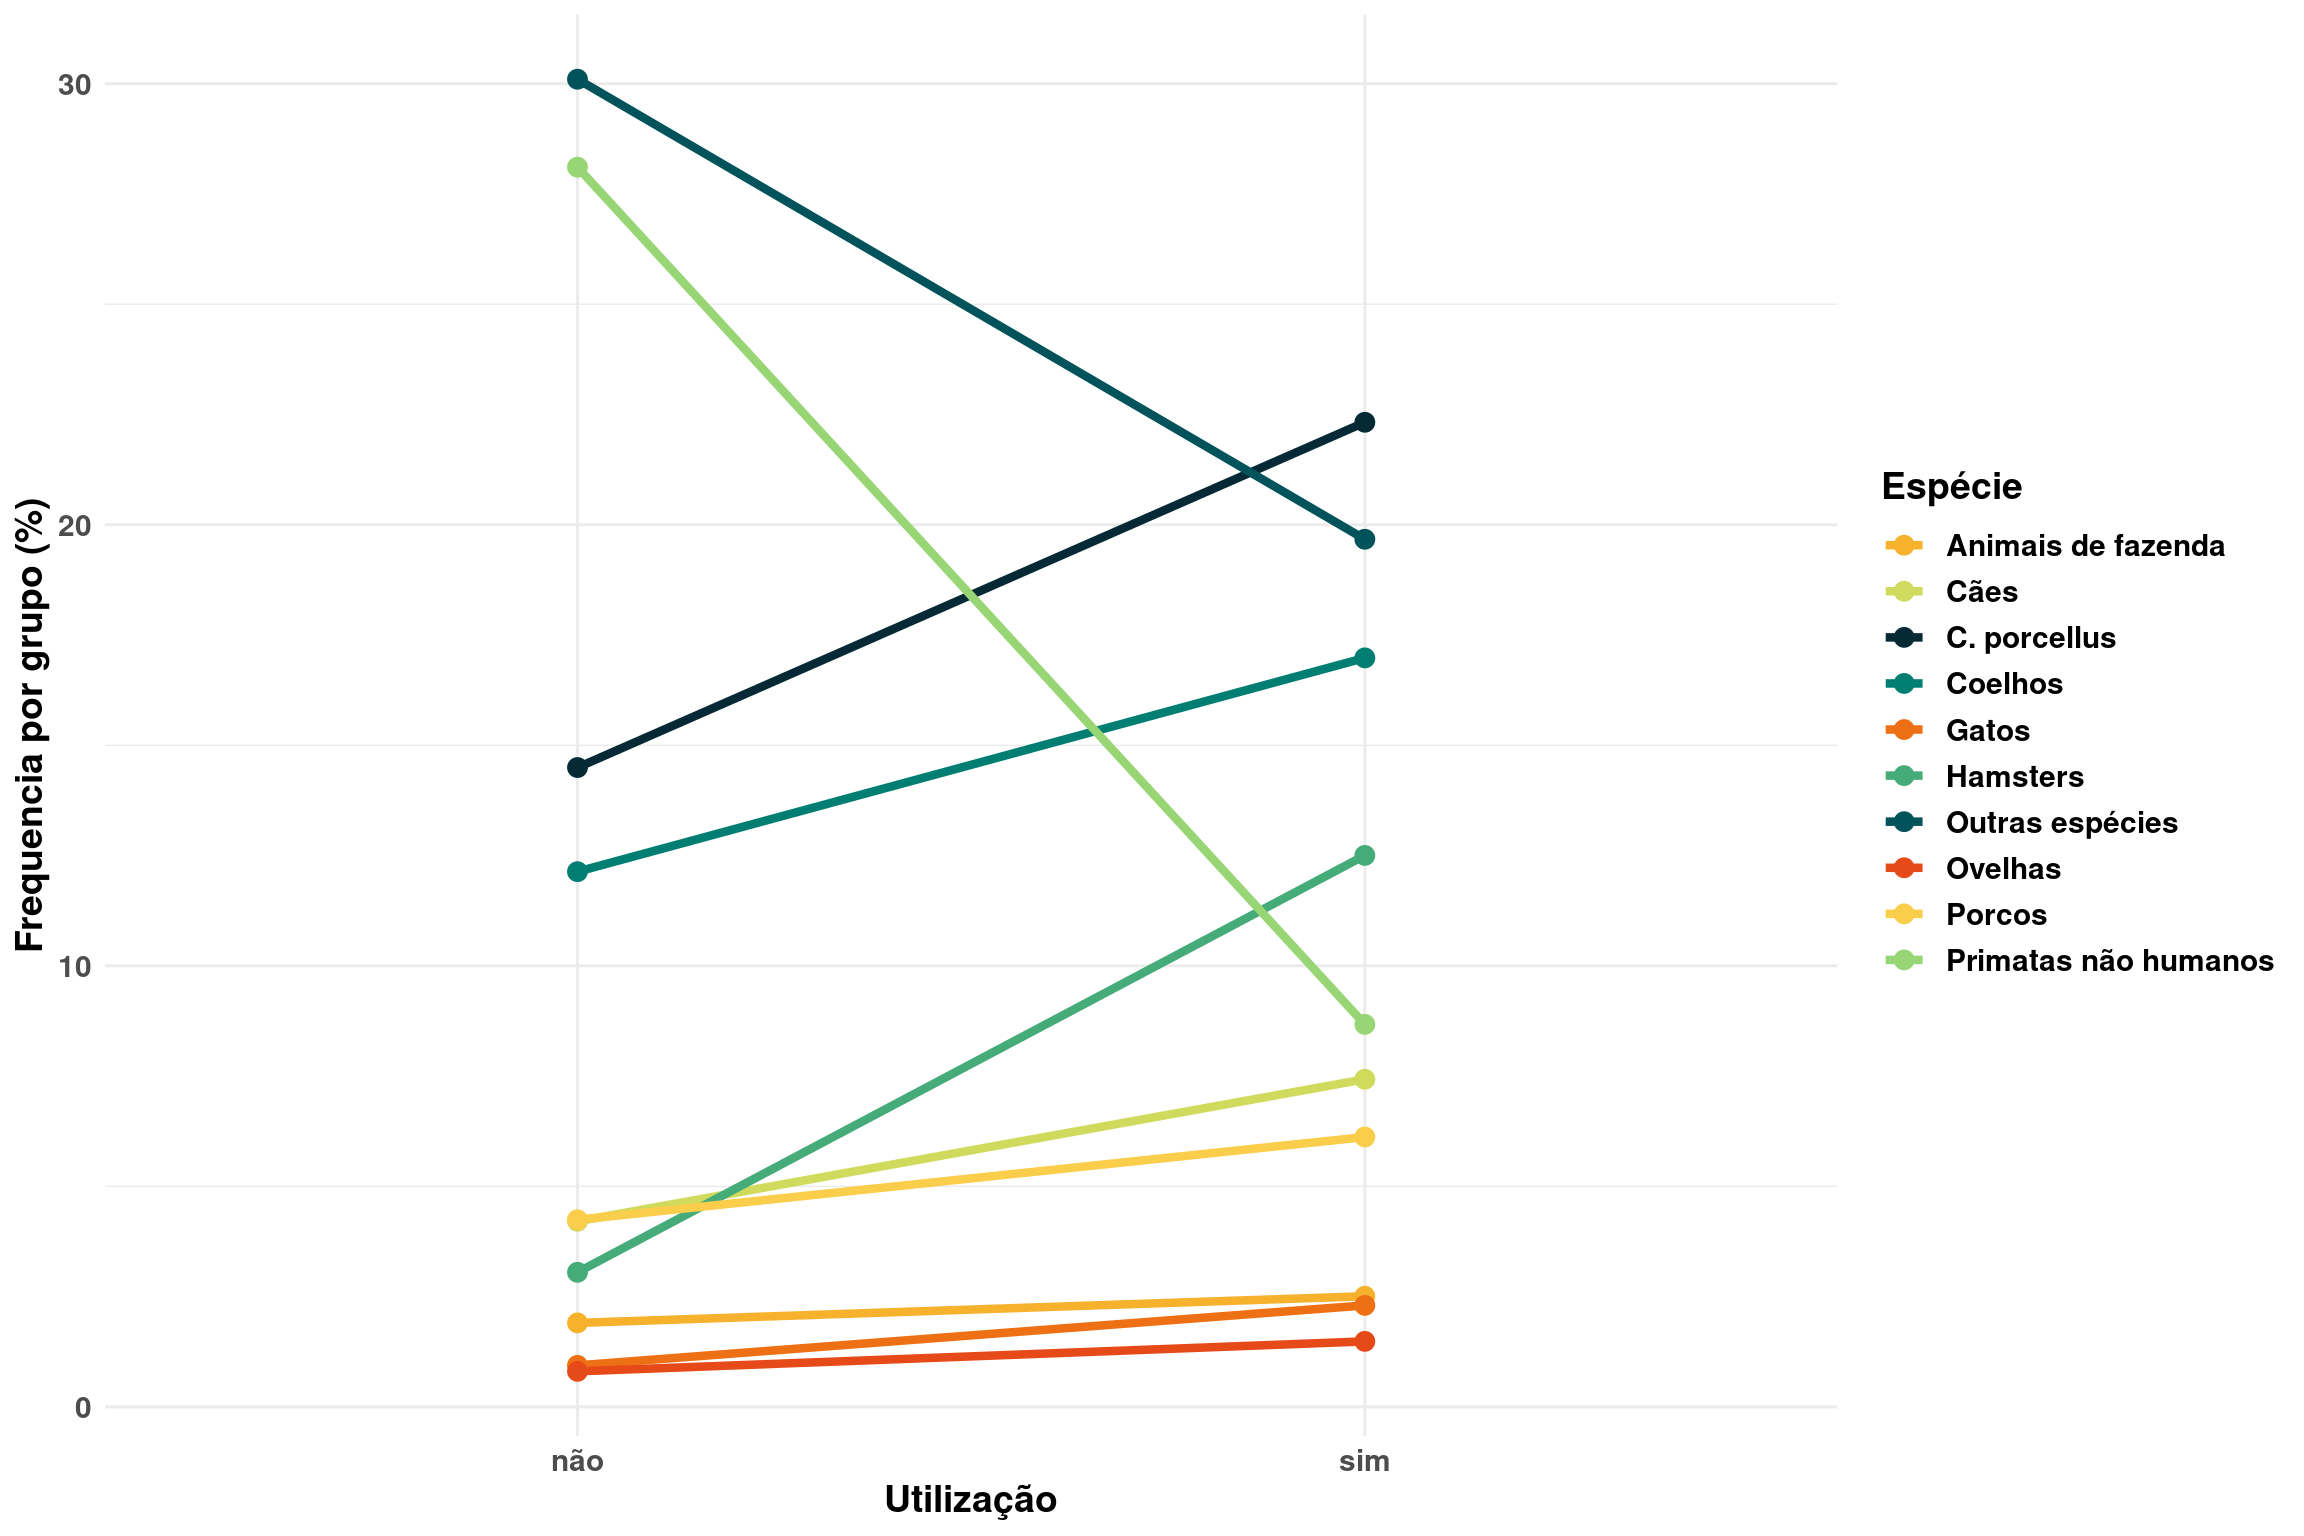 Frequencia por grupo (%)
30
20
10
0
não
sim
Utilização
Espécie
Animais de fazenda
Cães
C. porcellus
Coelhos
Gatos
Hamsters
Outras espécies
Ovelhas
Porcos
Primatas não humanos